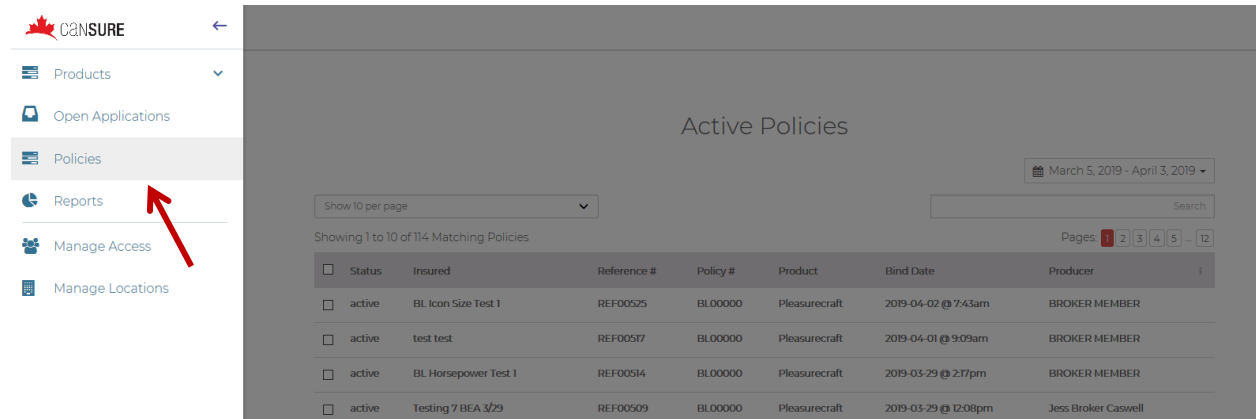 CANSURE
Products
Open Applications
Policies
Reports
Manage Access
Manage Locations
Active Policies
March 5, 2019 - April 3, 2019
Show 10 per page
Search
Showing 1 to 10 of 114 Matching Policies
Pages: 1 2 3 4 5 ... 12
Status Insured Reference # Policy # Product Bind Date Producer
active BL Icon Size Test 1 REF00525 BL00000 Pleasurecraft 2019-04-02 @ 7:43am BROKER MEMBER
active test test REF00517 BL00000 Pleasurecraft 2019-04-01 @ 9:09am BROKER MEMBER
active BL Horsepower Test 1 REF00514 BL00000 Pleasurecraft 2019-03-29 @ 2:17pm BROKER MEMBER
active Testing 7 BEA 3/29 REF00509 BL00000 Pleasurecraft 2019-03-29 @ 12:08pm Jess Broker Caswell